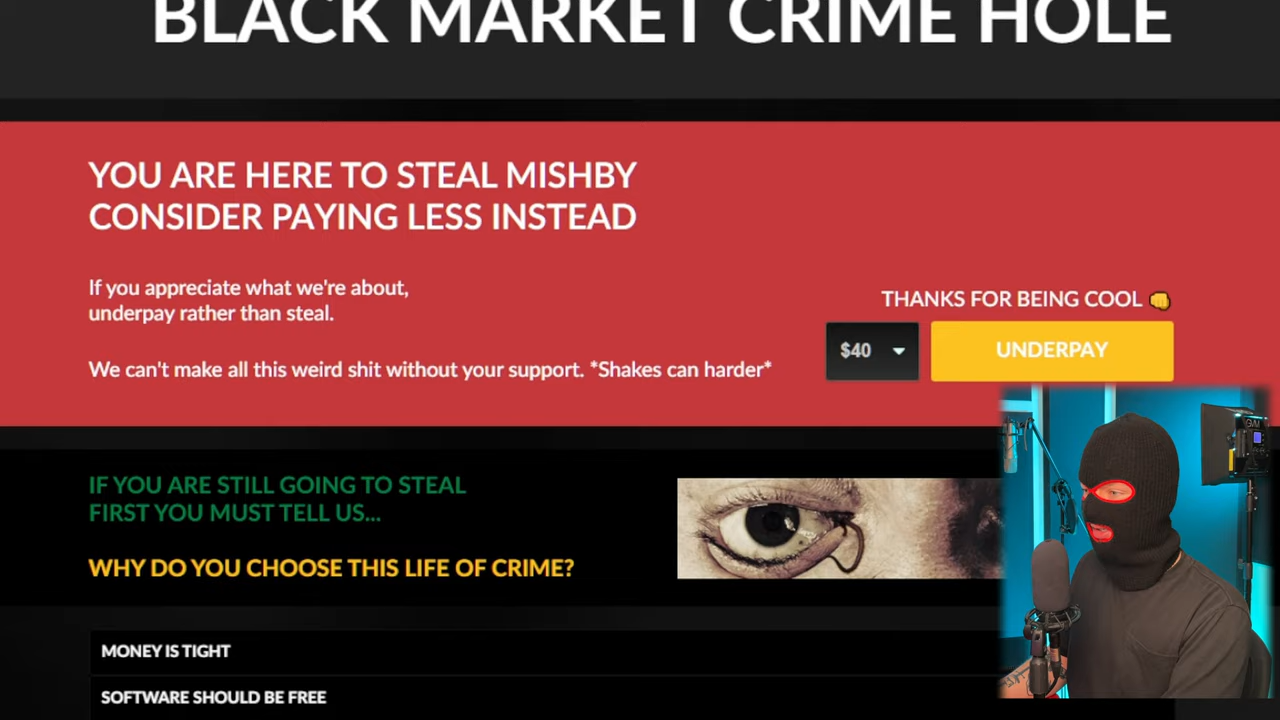 BLACK MARKET CRIME HOLE
YOU ARE HERE TO STEAL MISHBY
CONSIDER PAYING LESS INSTEAD
If you appreciate what we're about,
underpay rather than steal.
THANKS FOR BEING COOL 👊
$40
UNDERPAY
We can't make all this weird shit without your support. *Shakes can harder*
IF YOU ARE STILL GOING TO STEAL
FIRST YOU MUST TELL US...
WHY DO YOU CHOOSE THIS LIFE OF CRIME?
MONEY IS TIGHT
SOFTWARE SHOULD BE FREE